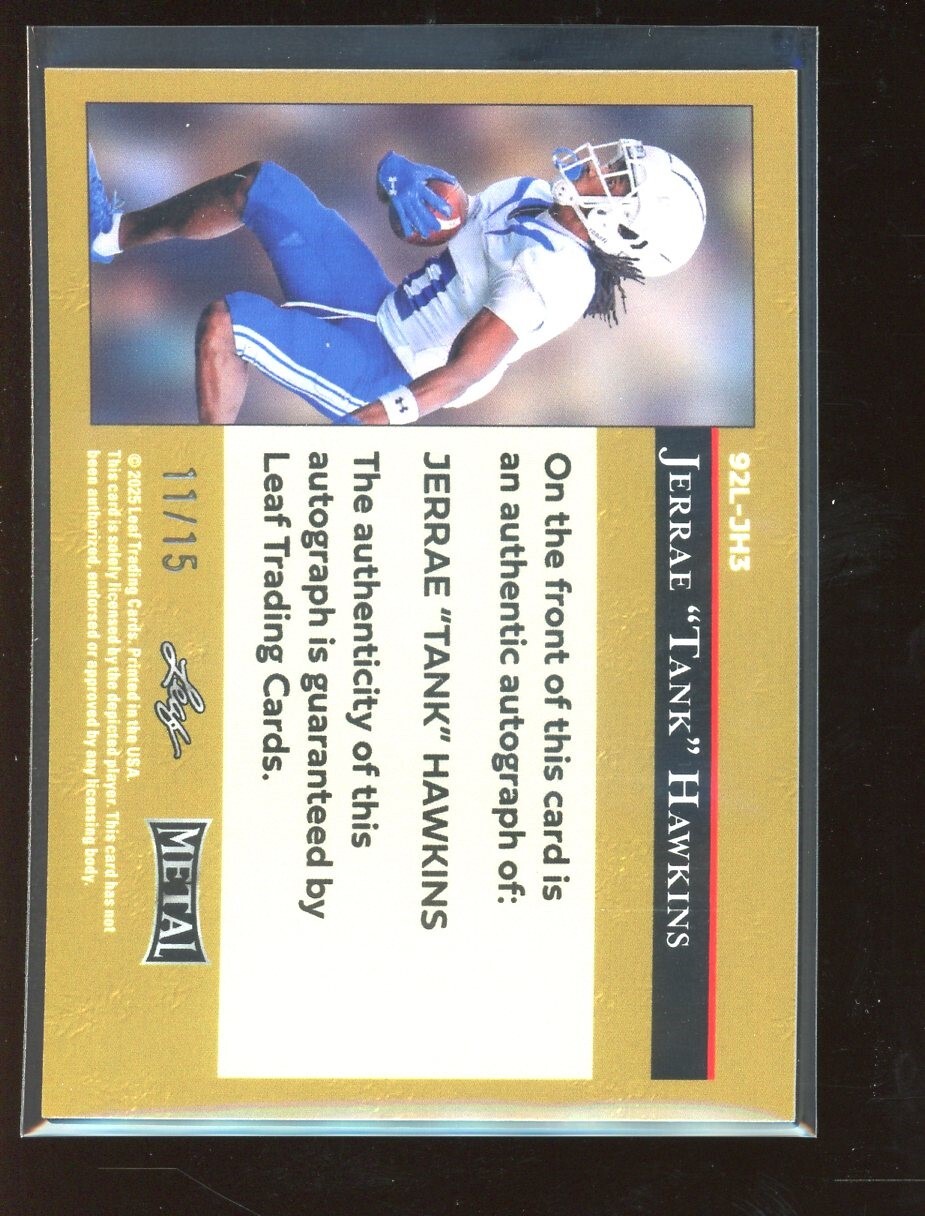 92L-JH3
JERRAE “TANK” HAWKINS
On the front of this card is
an authentic autograph of:
JERRAE “TANK” HAWKINS
The authenticity of this
autograph is guaranteed by
Leaf Trading Cards.
11/15
Leaf
METAL
© 2025 Leaf Trading Cards. Printed in the USA.
This card is solely licensed by the depicted player. This card has not
been authorized, endorsed or approved by any licensing body.